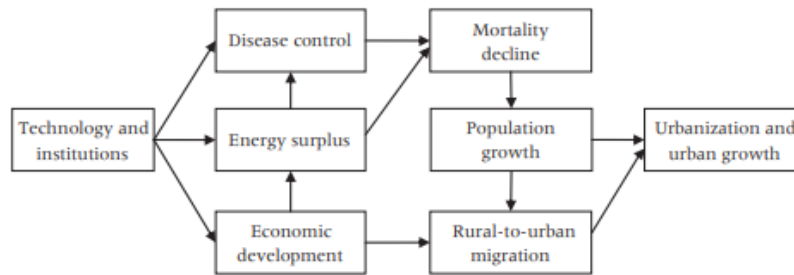 Disease control
Mortality
decline
Technology and
institutions
Energy surplus
Population
growth
Urbanization and
urban growth
Economic
development
Rural-to-urban
migration